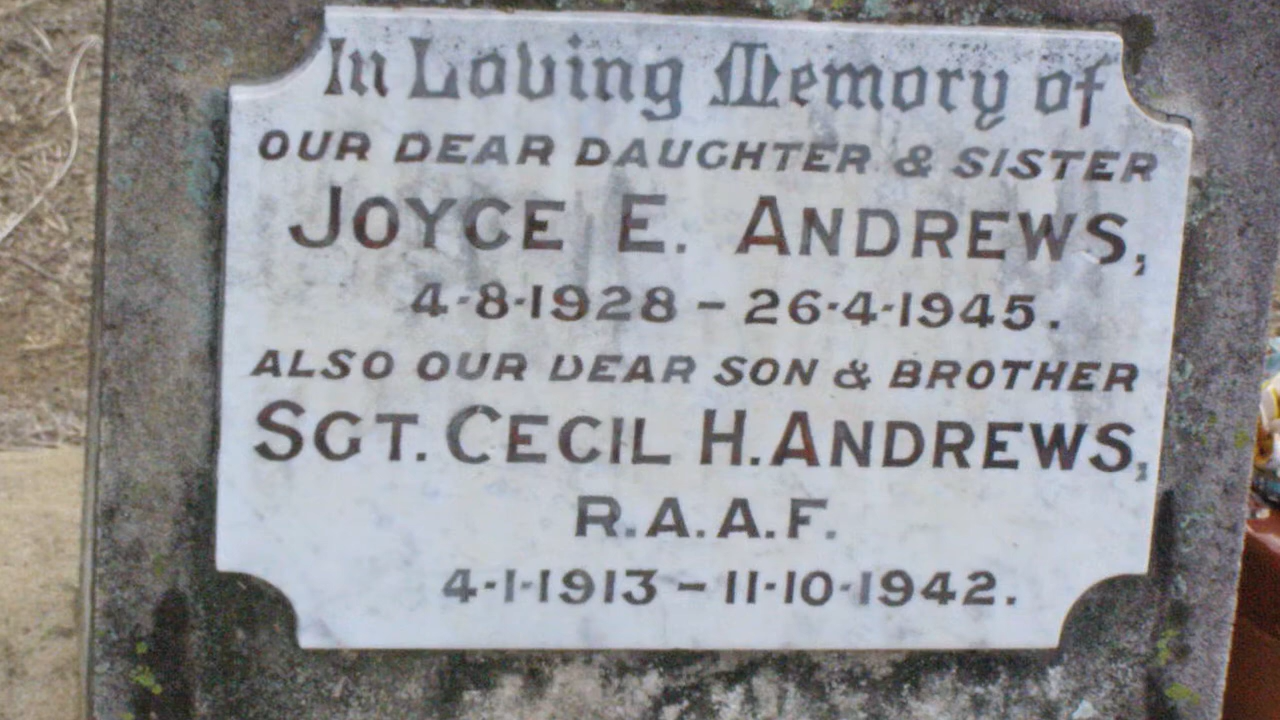 In Loving Memory of
OUR DEAR DAUGHTER & SISTER
JOYCE E. ANDREWS,
4-8-1928 - 26-4-1945.
ALSO OUR DEAR SON & BROTHER
SGT. CECIL H. ANDREWS,
R.A.A.F.
4-1-1913 - 11-10-1942.